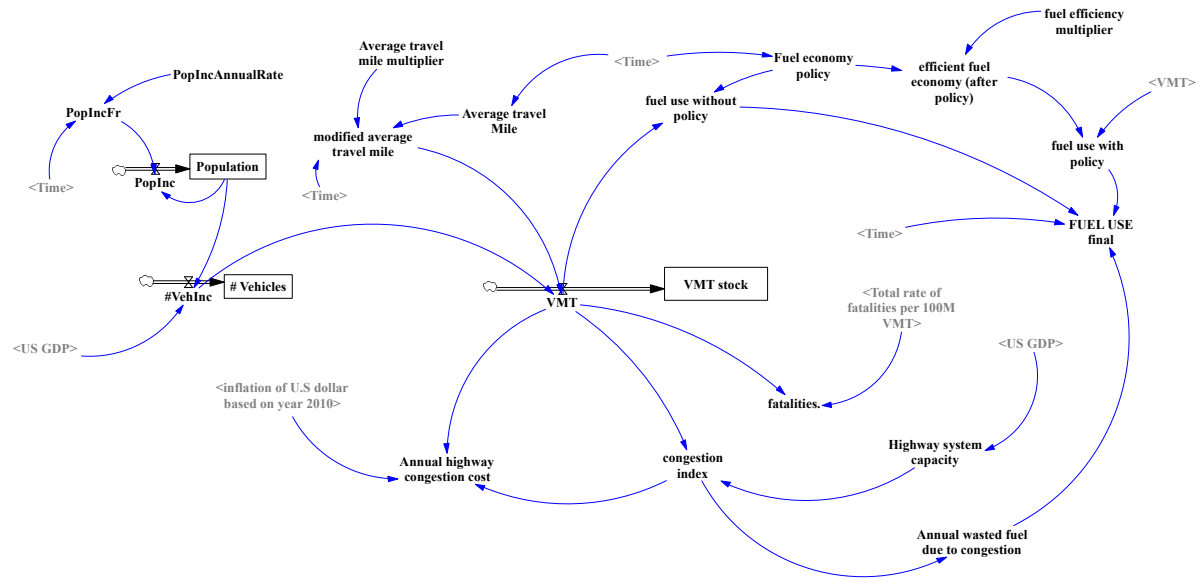 fuel efficiency
multiplier
Average travel
mile multiplier
<Time>
Fuel economy
policy
efficient fuel
economy (after
policy)
<VMT>
PopIncAnnualRate
PopIncFr
fuel use without
policy
Average travel
Mile
modified average
travel mile
fuel use with
policy
Population
PopInc
<Time>
<Time>
<Time>
FUEL USE
final
# Vehicles
#VehInc
VMT stock
VMT
<Total rate of
fatalities per 100M
VMT>
<US GDP>
<US GDP>
<inflation of U.S dollar
based on year 2010>
fatalities.
Annual highway
congestion cost
congestion
index
Highway system
capacity
Annual wasted fuel
due to congestion